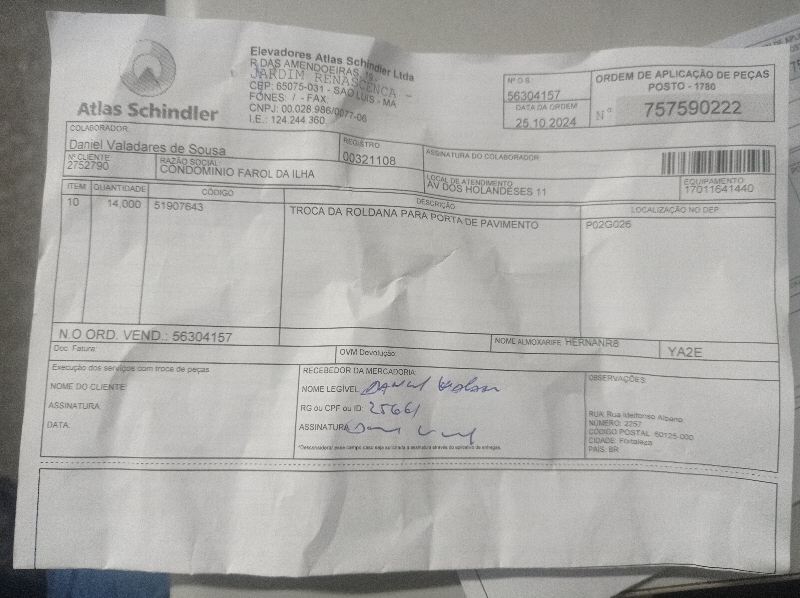 Atlas Schindler
Elevadores Atlas Schindler Ltda
R DAS AMENDOEIRAS, 19
JARDIM RENASCENCA -
CEP: 65075-031 - SAO LUIS - MA
FONES: / - FAX:
CNPJ: 00.028.986/0077-06
I.E.: 124.244.360
Nº O.S.
56304157
DATA DA ORDEM
25.10.2024
ORDEM DE APLICAÇÃO DE PEÇAS
POSTO - 1780
Nº 757590222
COLABORADOR
Daniel Valadares de Sousa
REGISTRO
00321108
ASSINATURA DO COLABORADOR
Nº CLIENTE
2752790
RAZÃO SOCIAL
CONDOMINIO FAROL DA ILHA
LOCAL DE ATENDIMENTO
AV DOS HOLANDESES 11
EQUIPAMENTO
17011641440
ITEM QUANTIDADE CÓDIGO DESCRIÇÃO LOCALIZAÇÃO NO DEP.
10 14,000 51907643 TROCA DA ROLDANA PARA PORTA DE PAVIMENTO P02G026
N O ORD. VEND.: 56304157
NOME ALMOXARIFE: HERNANRB
YA2E
Doc. Fatura:
OVM Devolução:
Execução dos serviços com troca de peças
NOME DO CLIENTE:
ASSINATURA:
DATA:
RECEBEDOR DA MERCADORIA:
NOME LEGÍVEL:
RG ou CPF ou ID: 25661
ASSINATURA
OBSERVAÇÕES
RUA: Rua Ildefonso Albano
NÚMERO: 2257
CÓDIGO POSTAL: 60125-000
CIDADE: Fortaleza
PAÍS: BR